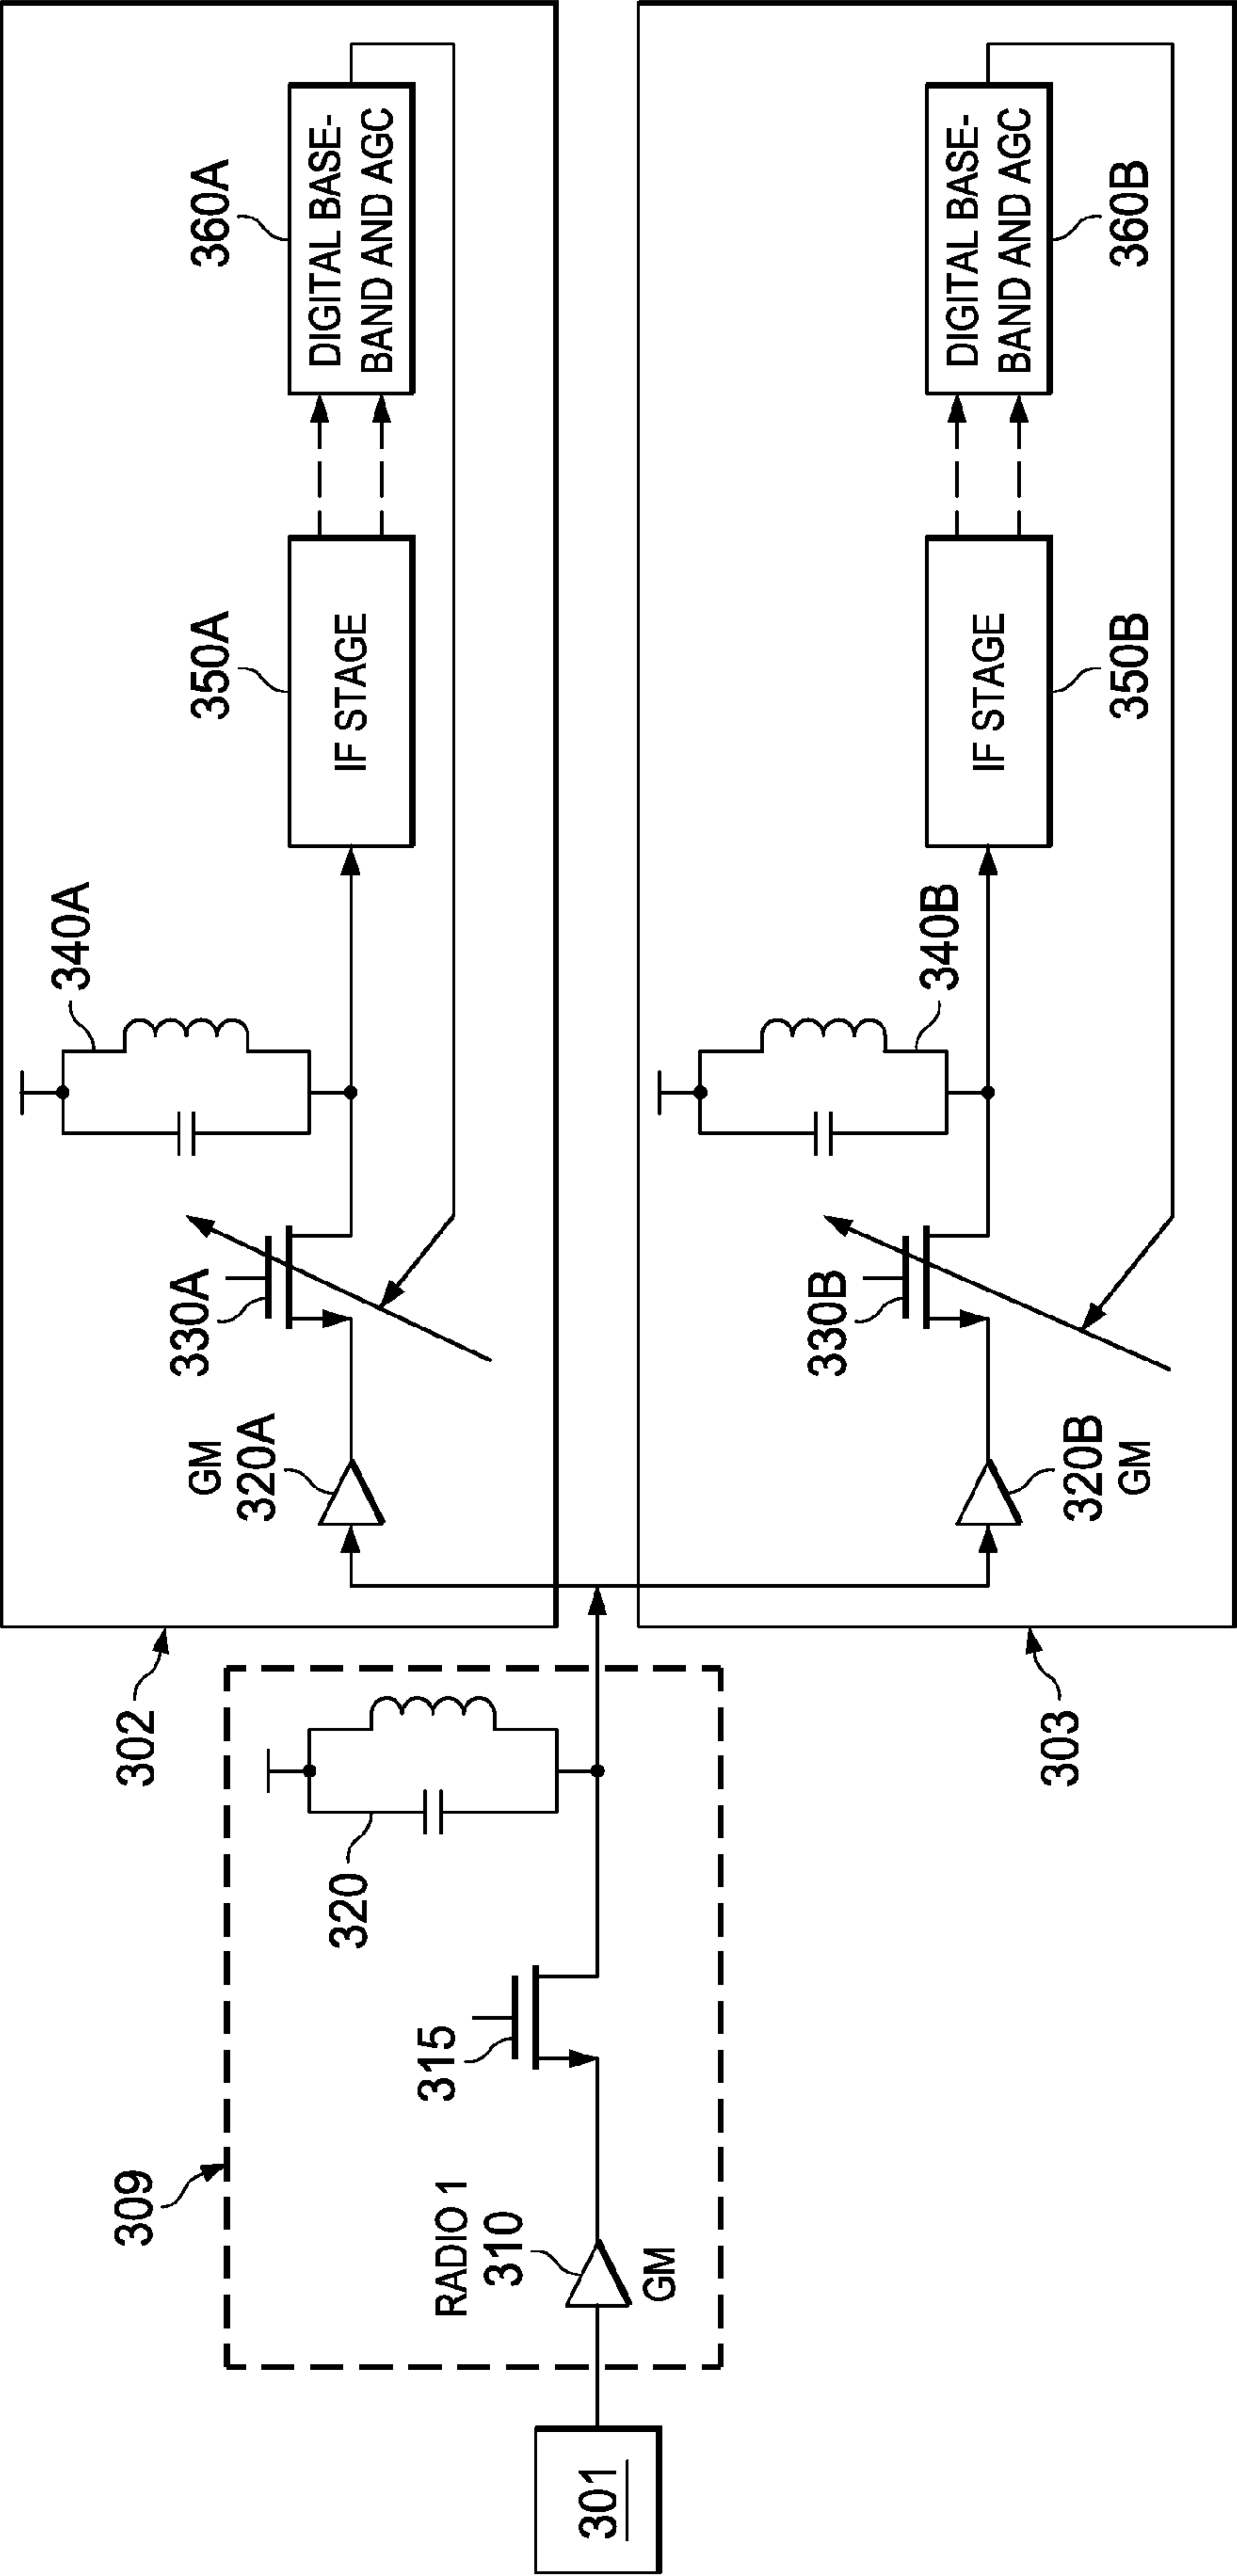 301
309
RADIO 1
310
GM
315
320
302
GM
320A
330A
340A
350A
IF STAGE
360A
DIGITAL BASE-
BAND AND AGC
303
320B
GM
330B
340B
IF STAGE
350B
DIGITAL BASE-
BAND AND AGC
360B